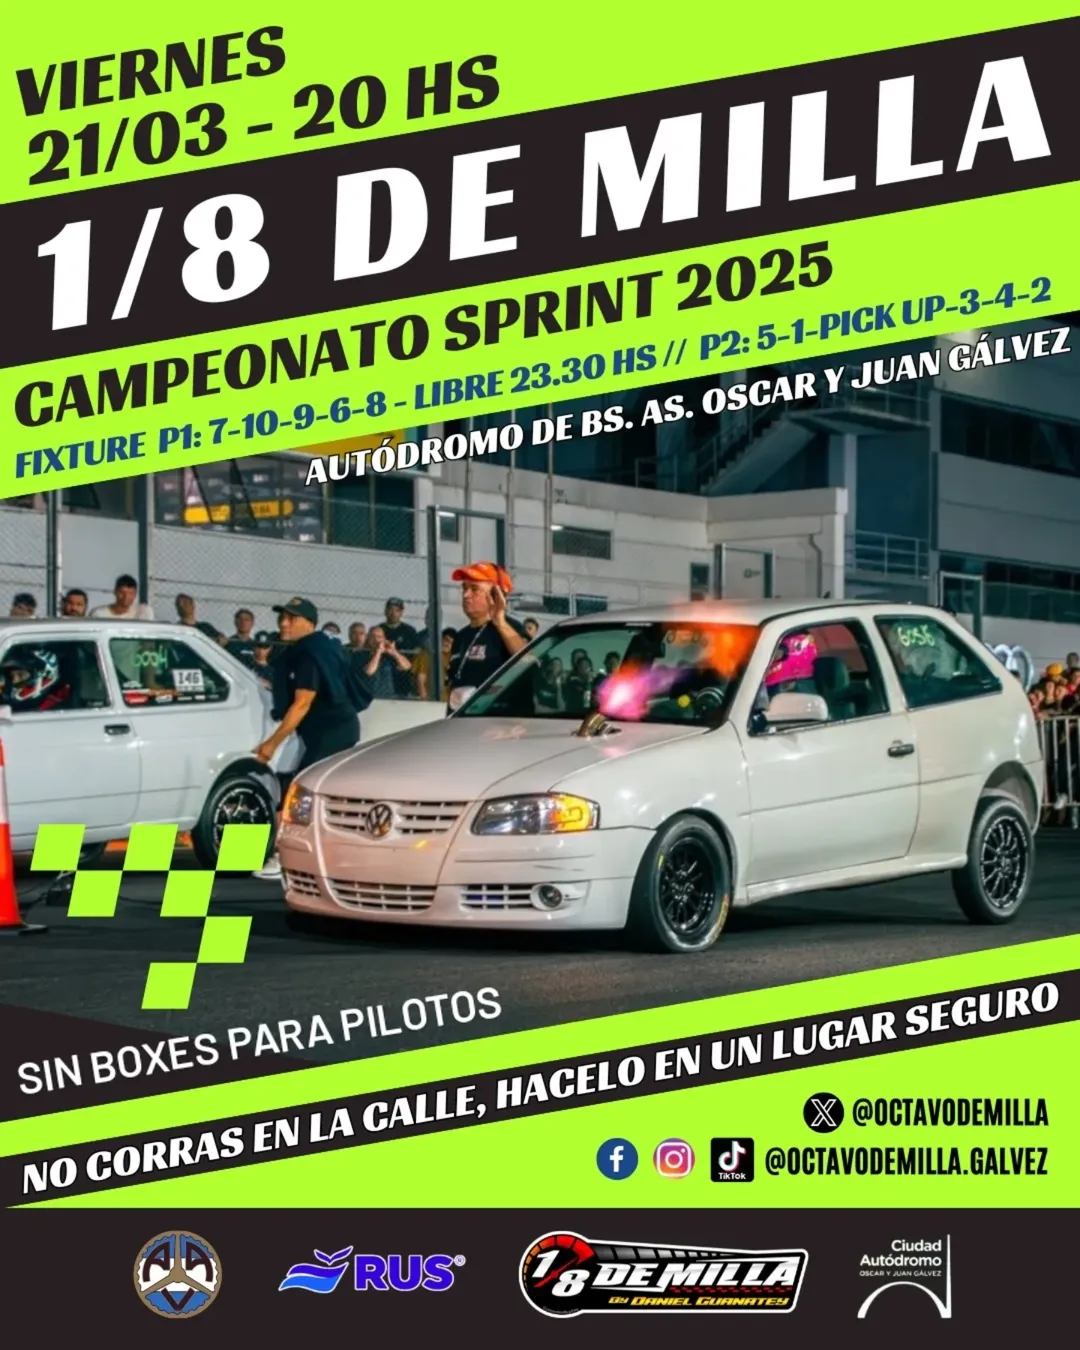 VIERNES
21/03 - 20 HS
1/8 DE MILLA
CAMPEONATO SPRINT 2025
FIXTURE P1: 7-10-9-6-8 - LIBRE 23.30 HS // P2: 5-1-PICK UP-3-4-2
AUTÓDROMO DE BS. AS. OSCAR Y JUAN GÁLVEZ
146
SIN BOXES PARA PILOTOS
NO CORRAS EN LA CALLE, HACELO EN UN LUGAR SEGURO
@OCTAVODEMILLA
TikTok
@OCTAVODEMILLA.GALVEZ
RUS®
1/8 DE MILLA
BY DANIEL GUANATEY
Ciudad
Autódromo
OSCAR Y JUAN GÁLVEZ